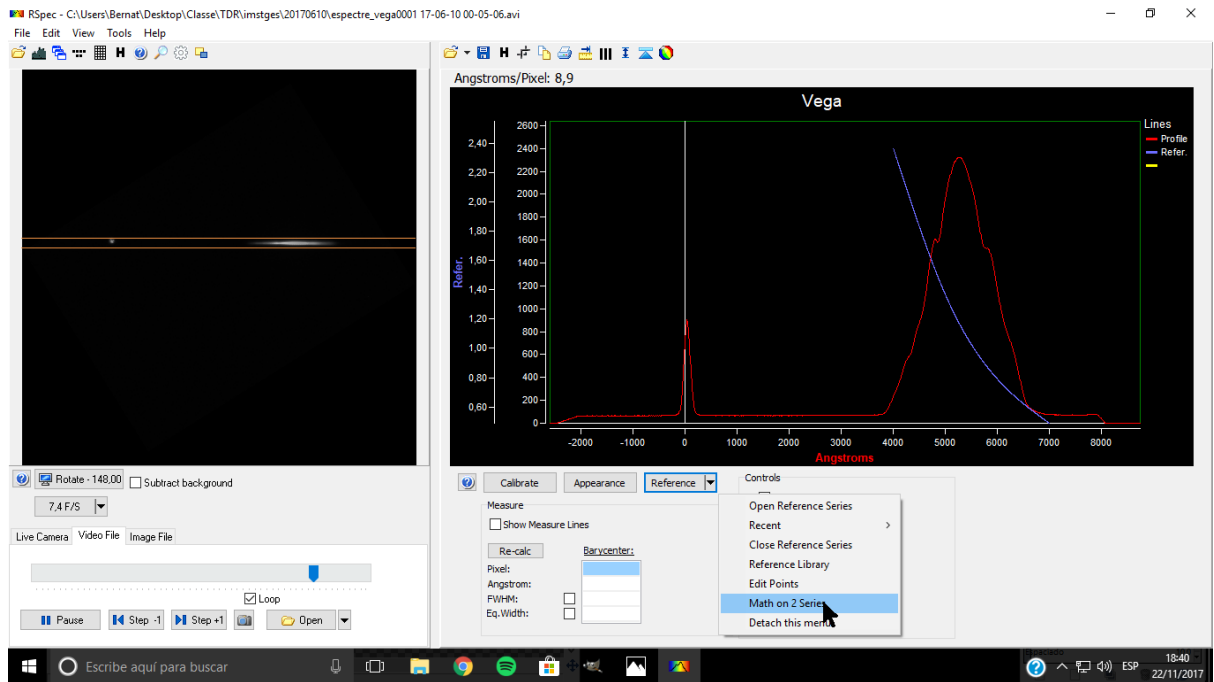 RSpec - C:\Users\Bernat\Desktop\Classe\TDR\imstges\20170610\espectre_vega0001 17-06-10 00-05-06.avi
File Edit View Tools Help
H
H
Angstroms/Pixel: 8,9
Vega
Lines
Profile
Refer.
Refer.
2,40
2,20
2,00
1,80
1,60
1,40
1,20
1,00
0,80
0,60
2600
2400
2200
2000
1800
1600
1400
1200
1000
800
600
400
200
0
-2000 -1000 0 1000 2000 3000 4000 5000 6000 7000 8000
Angstroms
Rotate - 148,00
Subtract background
7,4 F/S
Live Camera Video File Image File
Loop
Pause Step -1 Step +1 Open
Calibrate Appearance Reference
Controls
Measure
Show Measure Lines
Re-calc Barycenter:
Pixel:
Angstrom:
FWHM:
Eq.Width:
Open Reference Series
Recent
Close Reference Series
Reference Library
Edit Points
Math on 2 Series
Detach this menu
Escribe aquí para buscar
ESP
18:40
22/11/2017